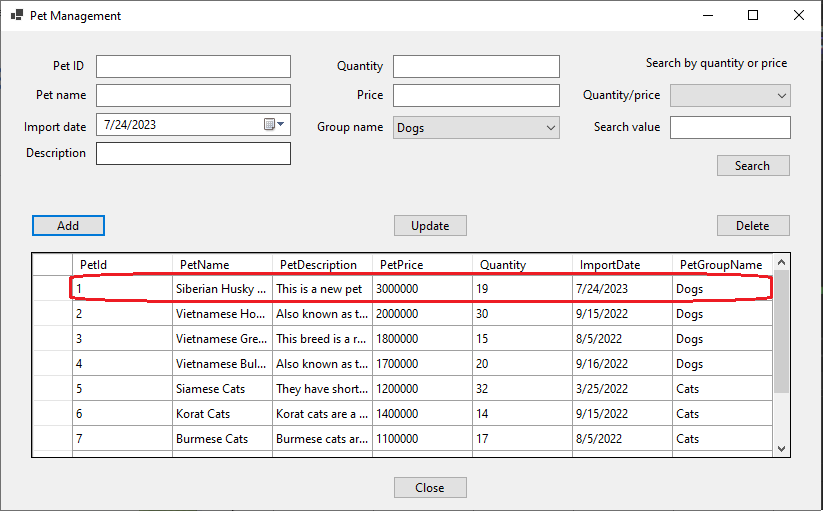 Pet Management
Pet ID Quantity Search by quantity or price
Pet name Price Quantity/price
Import date 7/24/2023 Group name Dogs Search value
Description
Search
Add Update Delete
PetId PetName PetDescription PetPrice Quantity ImportDate PetGroupName
1 Siberian Husky ... This is a new pet 3000000 19 7/24/2023 Dogs
2 Vietnamese Ho... Also known as t... 2000000 30 9/15/2022 Dogs
3 Vietnamese Gre... This breed is a r... 1800000 15 8/5/2022 Dogs
4 Vietnamese Bul... Also known as t... 1700000 20 9/16/2022 Dogs
5 Siamese Cats They have short... 1200000 32 3/25/2022 Cats
6 Korat Cats Korat cats are a ... 1400000 14 9/15/2022 Cats
7 Burmese Cats Burmese cats ar... 1100000 17 8/5/2022 Cats
Close